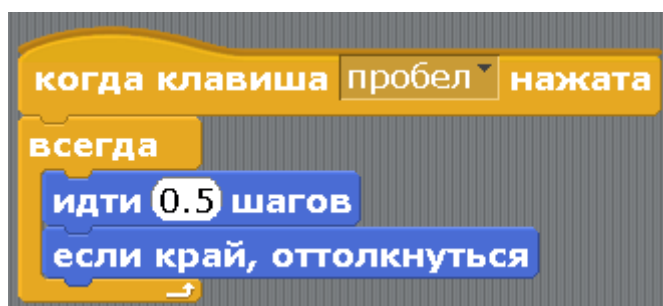 когда клавиша пробел нажата
всегда
идти 0.5 шагов
если край, оттолкнуться